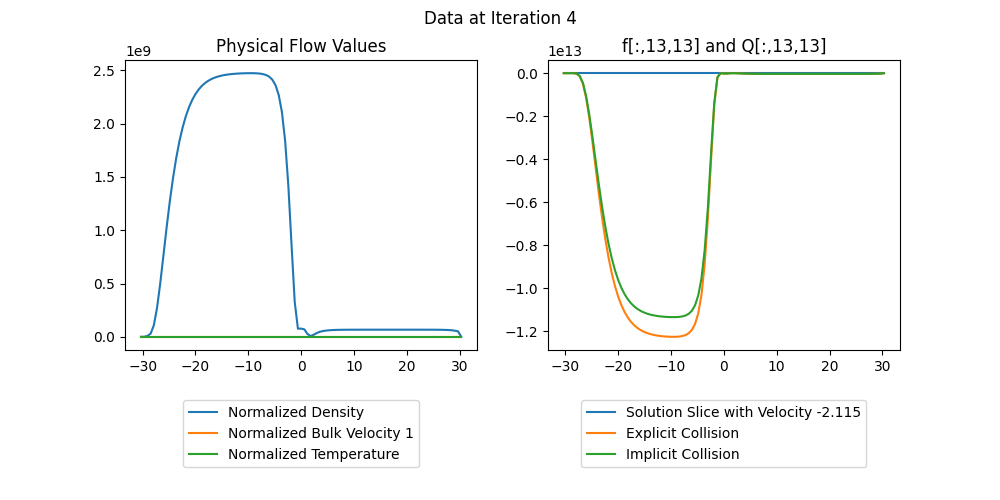 Data at Iteration 4
Physical Flow Values
1e9
2.5
2.0
1.5
1.0
0.5
0.0
−30 −20 −10 0 10 20 30
Normalized Density
Normalized Bulk Velocity 1
Normalized Temperature
f[:,13,13] and Q[:,13,13]
1e13
0.0
−0.2
−0.4
−0.6
−0.8
−1.0
−1.2
−30 −20 −10 0 10 20 30
Solution Slice with Velocity -2.115
Explicit Collision
Implicit Collision